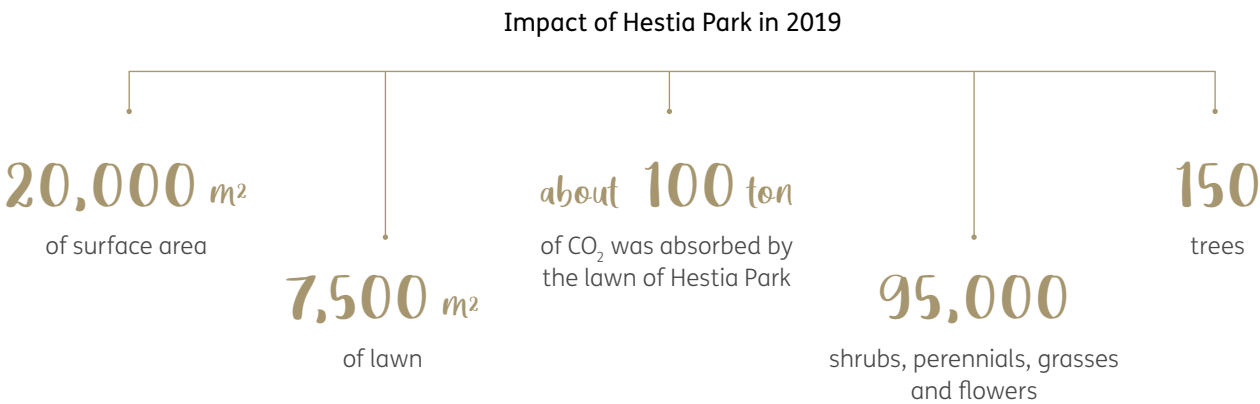 Impact of Hestia Park in 2019
20,000 m²
of surface area
7,500 m²
of lawn
about 100 ton
of CO₂ was absorbed by
the lawn of Hestia Park
95,000
shrubs, perennials, grasses
and flowers
150
trees